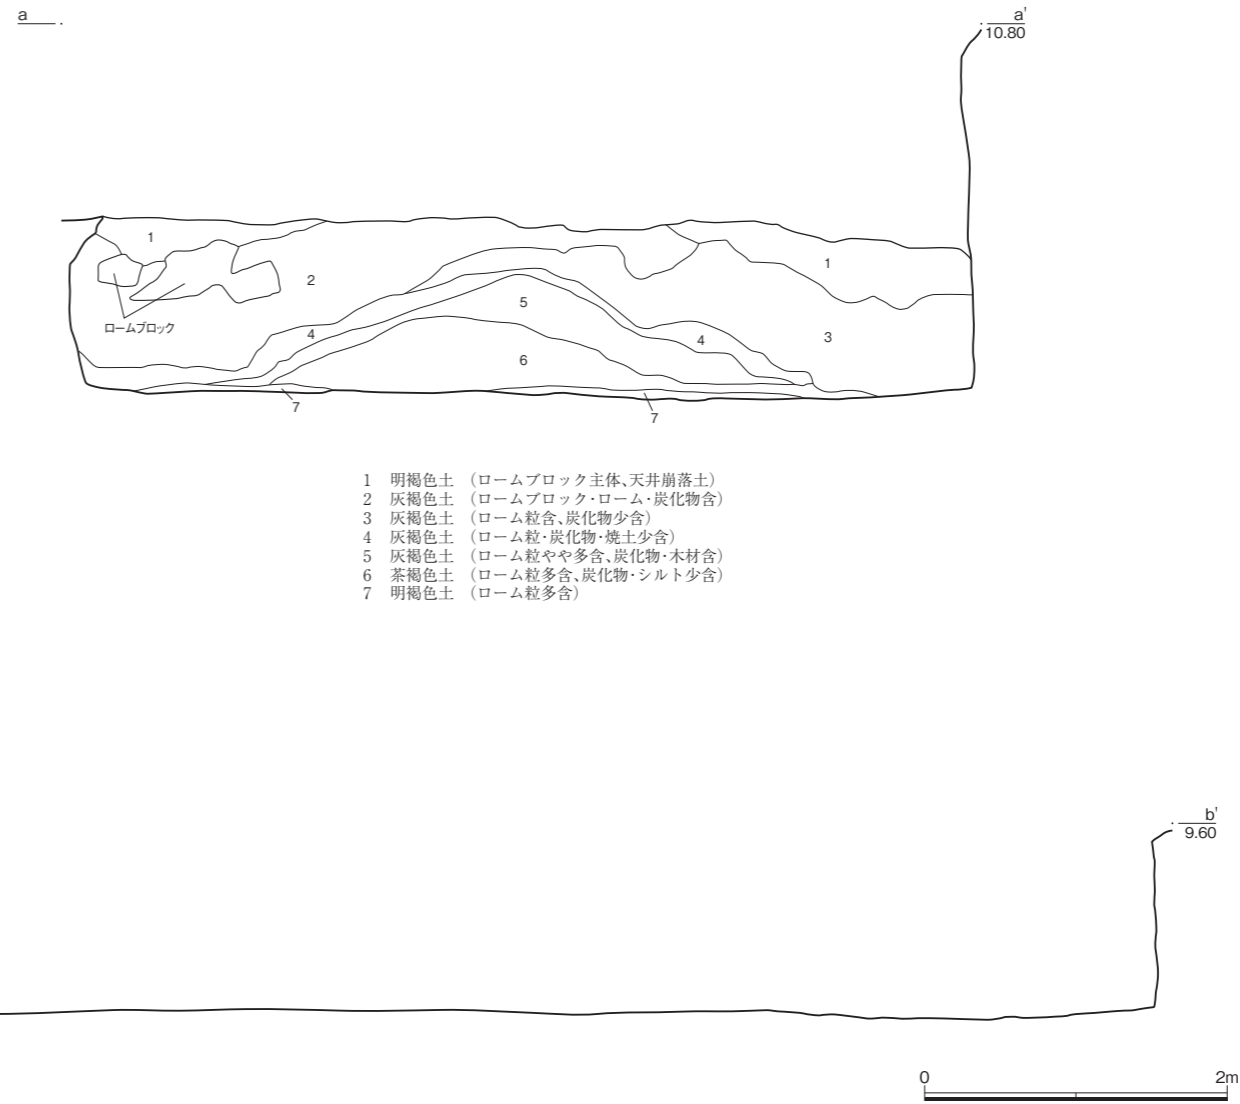 a
a'
10.80
1
1
2
5
ロームブロック
4
4
3
6
7
7
1 明褐色土 （ロームブロック主体、天井崩落土）
2 灰褐色土 （ロームブロック・ローム・炭化物含）
3 灰褐色土 （ローム粒含、炭化物少含）
4 灰褐色土 （ローム粒・炭化物・焼土少含）
5 灰褐色土 （ローム粒やや多含、炭化物・木材含）
6 茶褐色土 （ローム粒多含、炭化物・シルト少含）
7 明褐色土 （ローム粒多含）
b'
9.60
0 2m